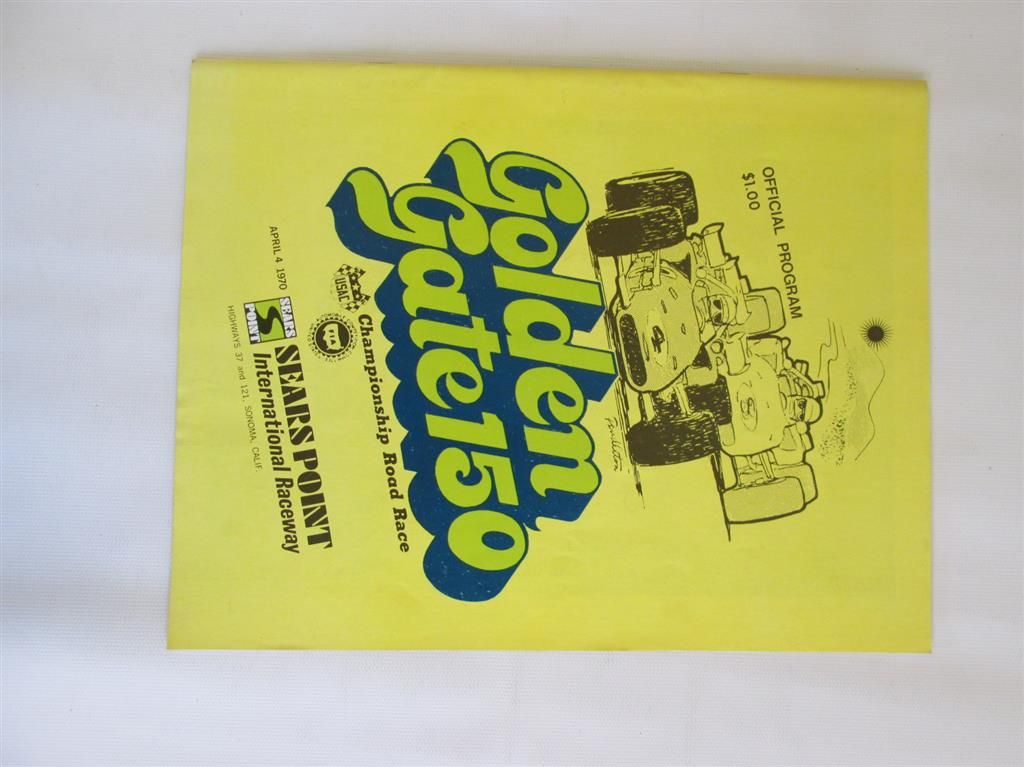 OFFICIAL PROGRAM
$1.00
Golden
Gate 150
USAC
FIA
Championship Road Race
APRIL 4 1970
SEARS
POINT
SEARS POINT
International Raceway
HIGHWAYS 37 and 121, SONOMA, CALIF.